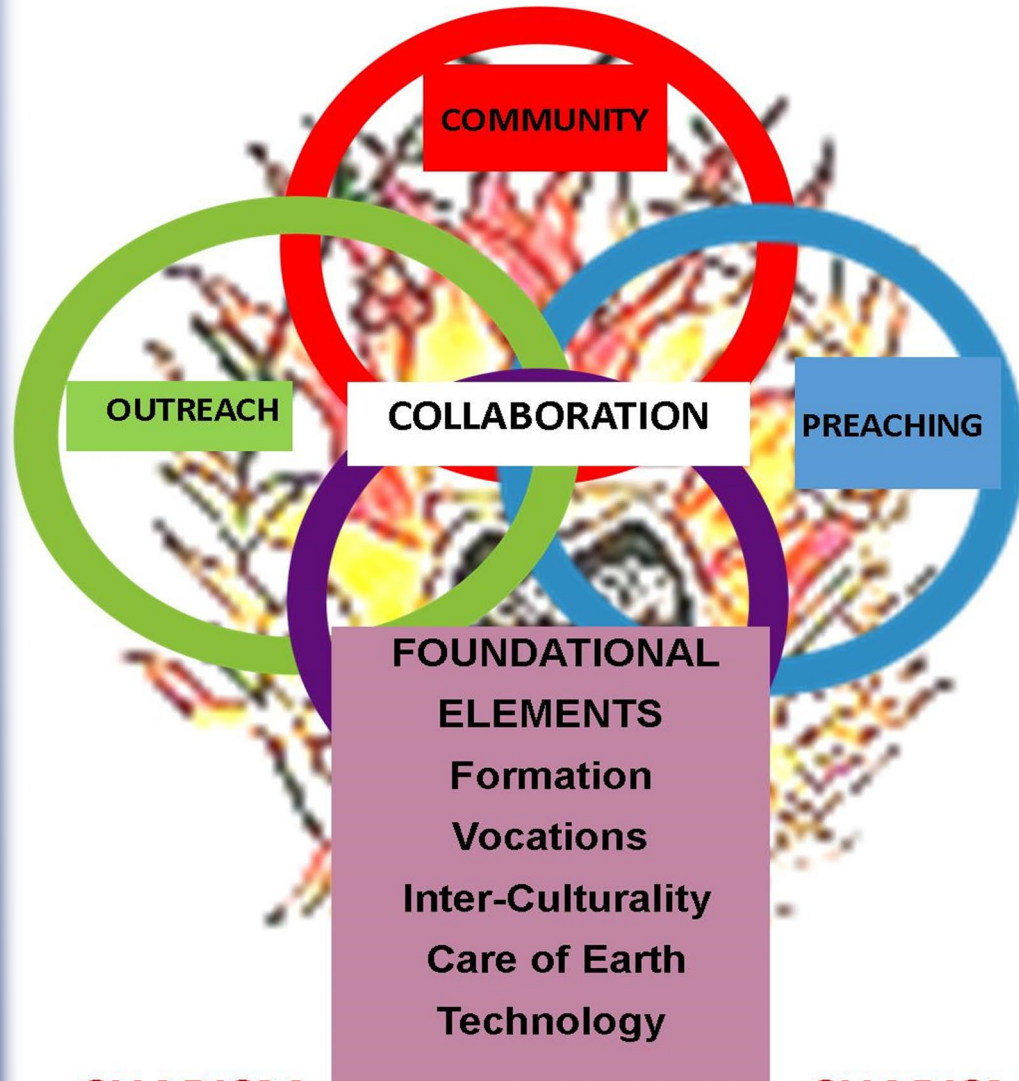 COMMUNITY
OUTREACH
COLLABORATION
PREACHING
FOUNDATIONAL
ELEMENTS
Formation
Vocations
Inter-Culturality
Care of Earth
Technology